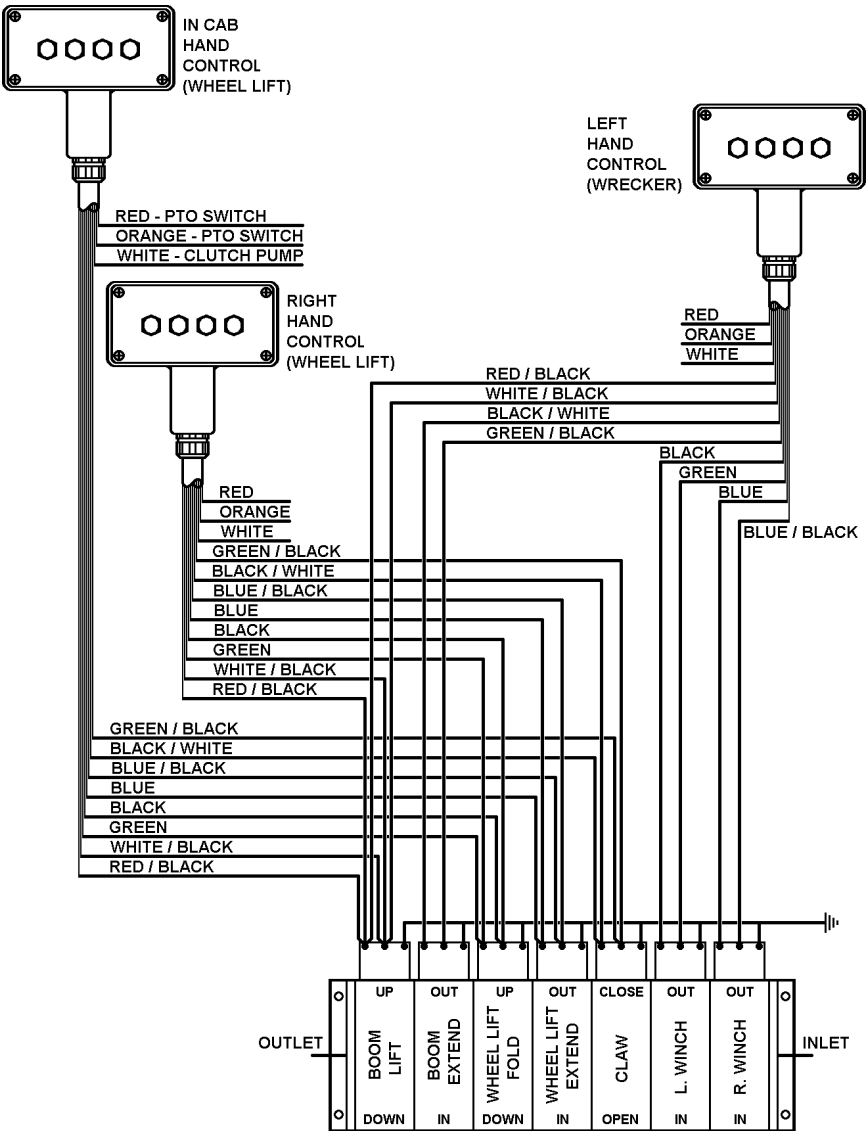 IN CAB
HAND
CONTROL
(WHEEL LIFT)
LEFT
HAND
CONTROL
(WRECKER)
RED - PTO SWITCH
ORANGE - PTO SWITCH
WHITE - CLUTCH PUMP
RIGHT
HAND
CONTROL
(WHEEL LIFT)
RED
ORANGE
WHITE
RED / BLACK
WHITE / BLACK
BLACK / WHITE
GREEN / BLACK
BLACK
GREEN
BLUE
BLUE / BLACK
RED
ORANGE
WHITE
GREEN / BLACK
BLACK / WHITE
BLUE / BLACK
BLUE
BLACK
GREEN
WHITE / BLACK
RED / BLACK
GREEN / BLACK
BLACK / WHITE
BLUE / BLACK
BLUE
BLACK
GREEN
WHITE / BLACK
RED / BLACK
OUTLET
UP
BOOM
LIFT
DOWN
OUT
BOOM
EXTEND
IN
UP
WHEEL LIFT
FOLD
DOWN
OUT
WHEEL LIFT
EXTEND
IN
CLOSE
CLAW
OPEN
OUT
L. WINCH
IN
OUT
R. WINCH
IN
INLET